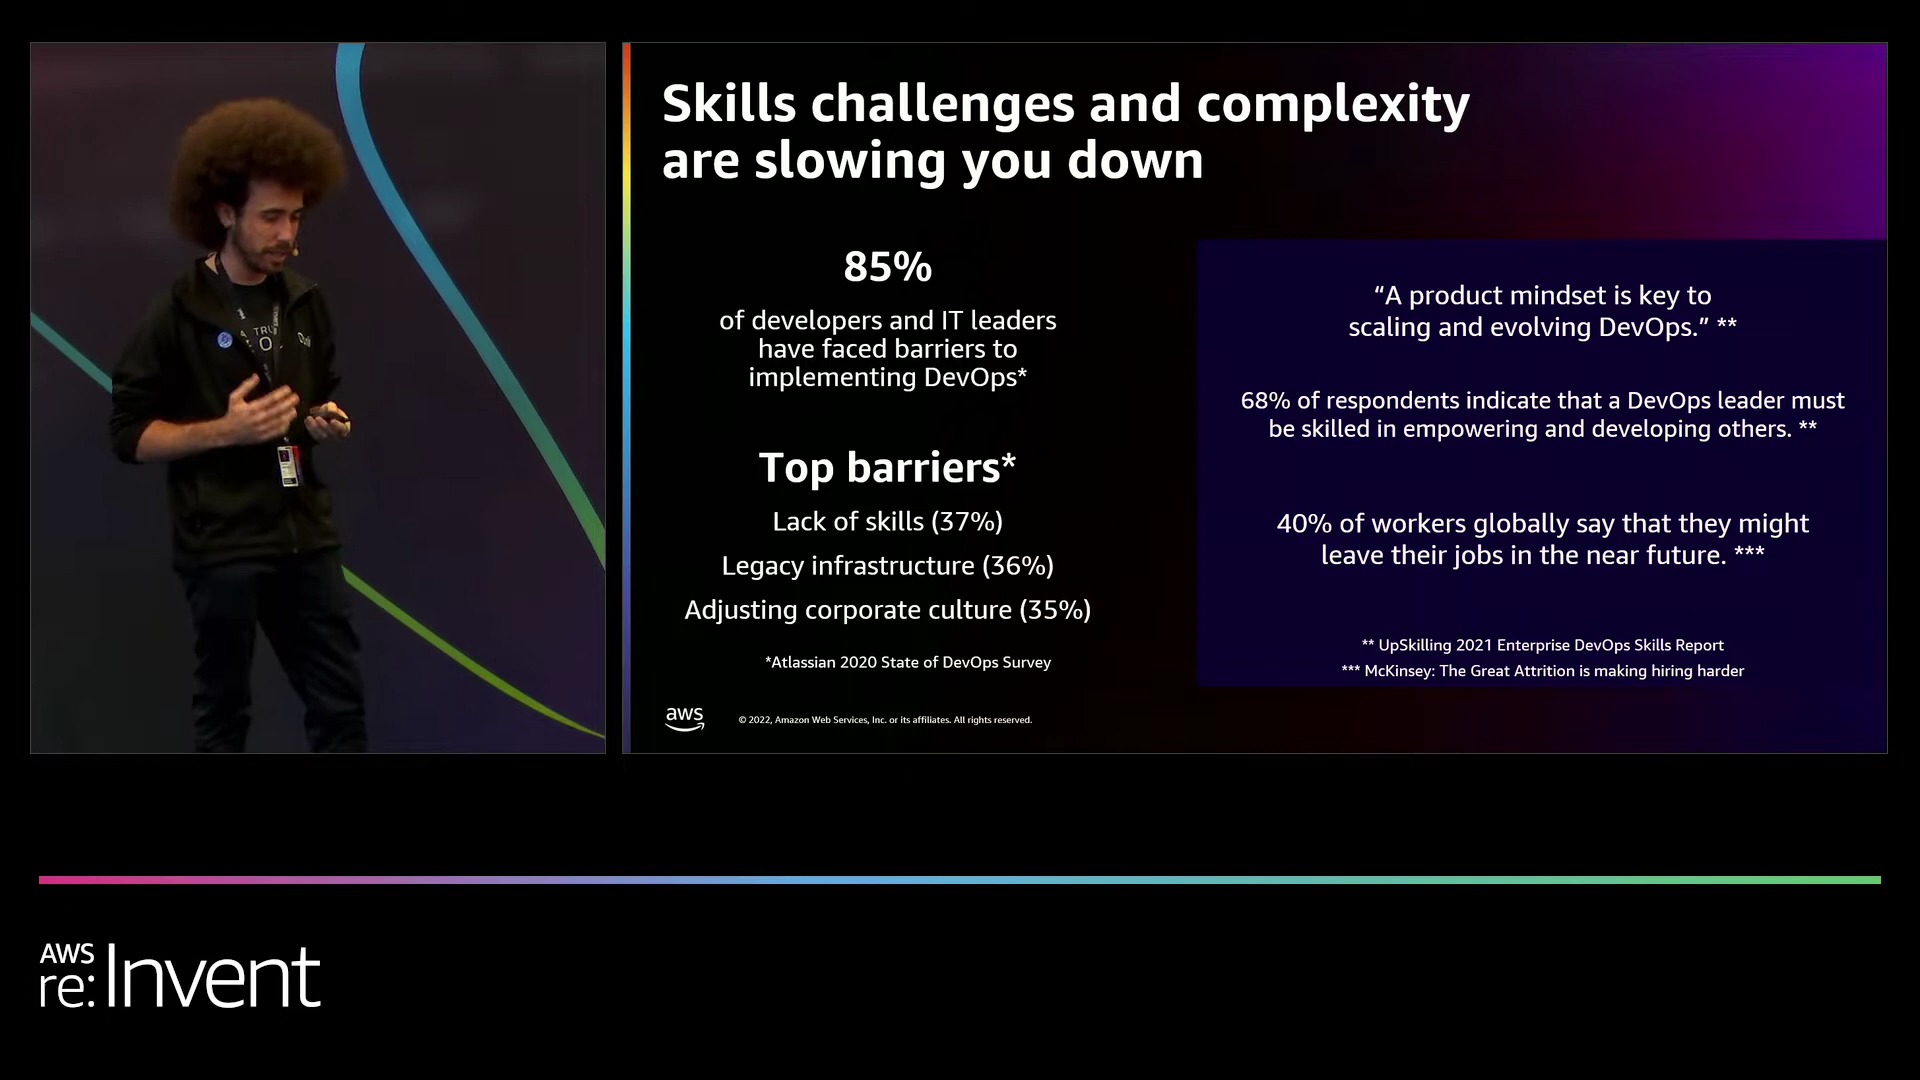 Skills challenges and complexity
are slowing you down
85%
of developers and IT leaders
have faced barriers to
implementing DevOps*
Top barriers*
Lack of skills (37%)
Legacy infrastructure (36%)
Adjusting corporate culture (35%)
*Atlassian 2020 State of DevOps Survey
“A product mindset is key to
scaling and evolving DevOps.” **
68% of respondents indicate that a DevOps leader must
be skilled in empowering and developing others. **
40% of workers globally say that they might
leave their jobs in the near future. ***
** UpSkilling 2021 Enterprise DevOps Skills Report
*** McKinsey: The Great Attrition is making hiring harder
aws
© 2022, Amazon Web Services, Inc. or its affiliates. All rights reserved.
AWS
re:Invent